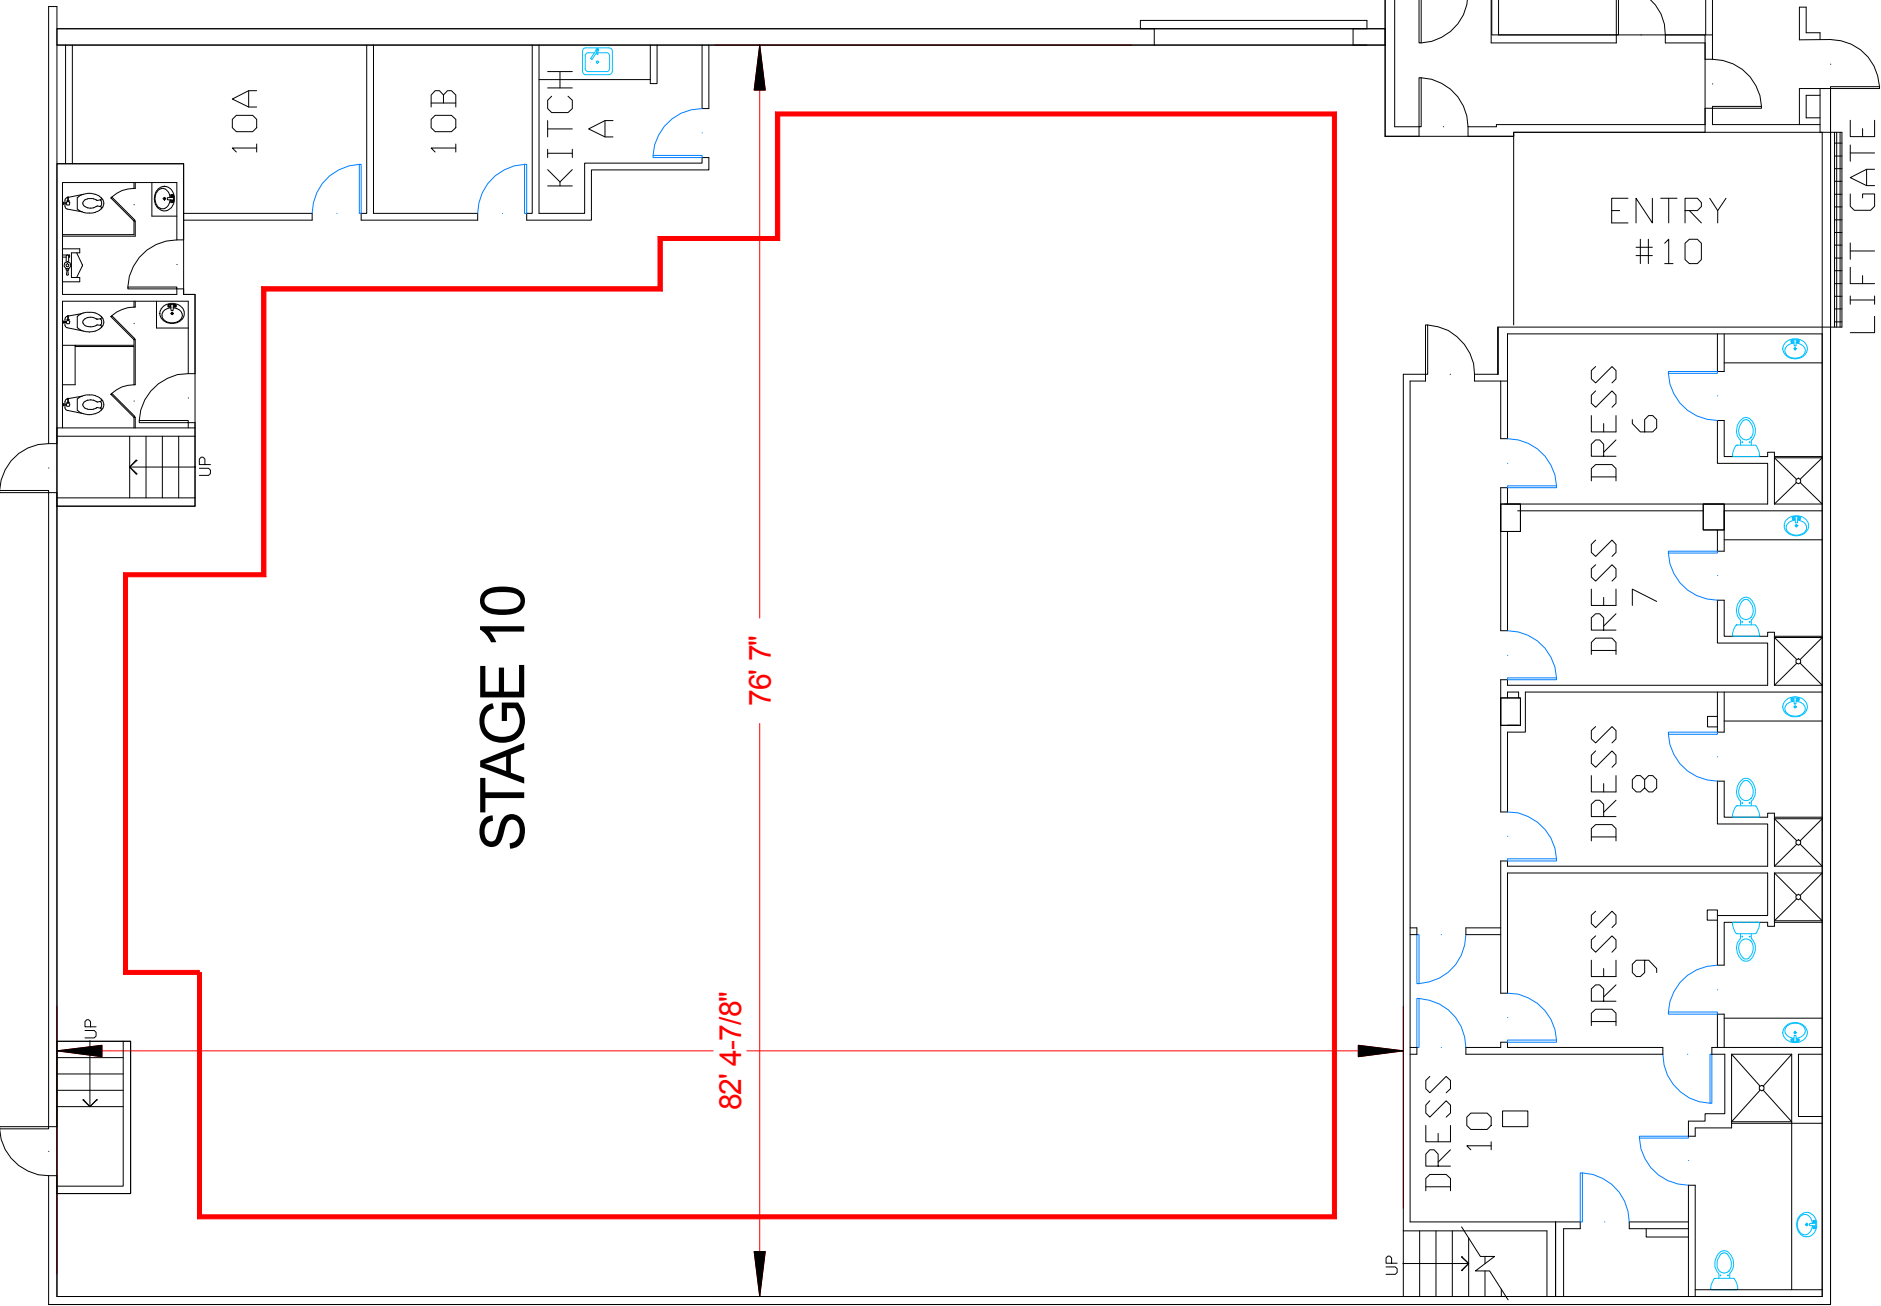 10A
10B
KITCH
A
ENTRY
#10
LIFT GATE
UP
DRESS
6
DRESS
7
STAGE 10
76' 7"
DRESS
8
DRESS
9
82' 4-7/8"
UP
DRESS
10
UP